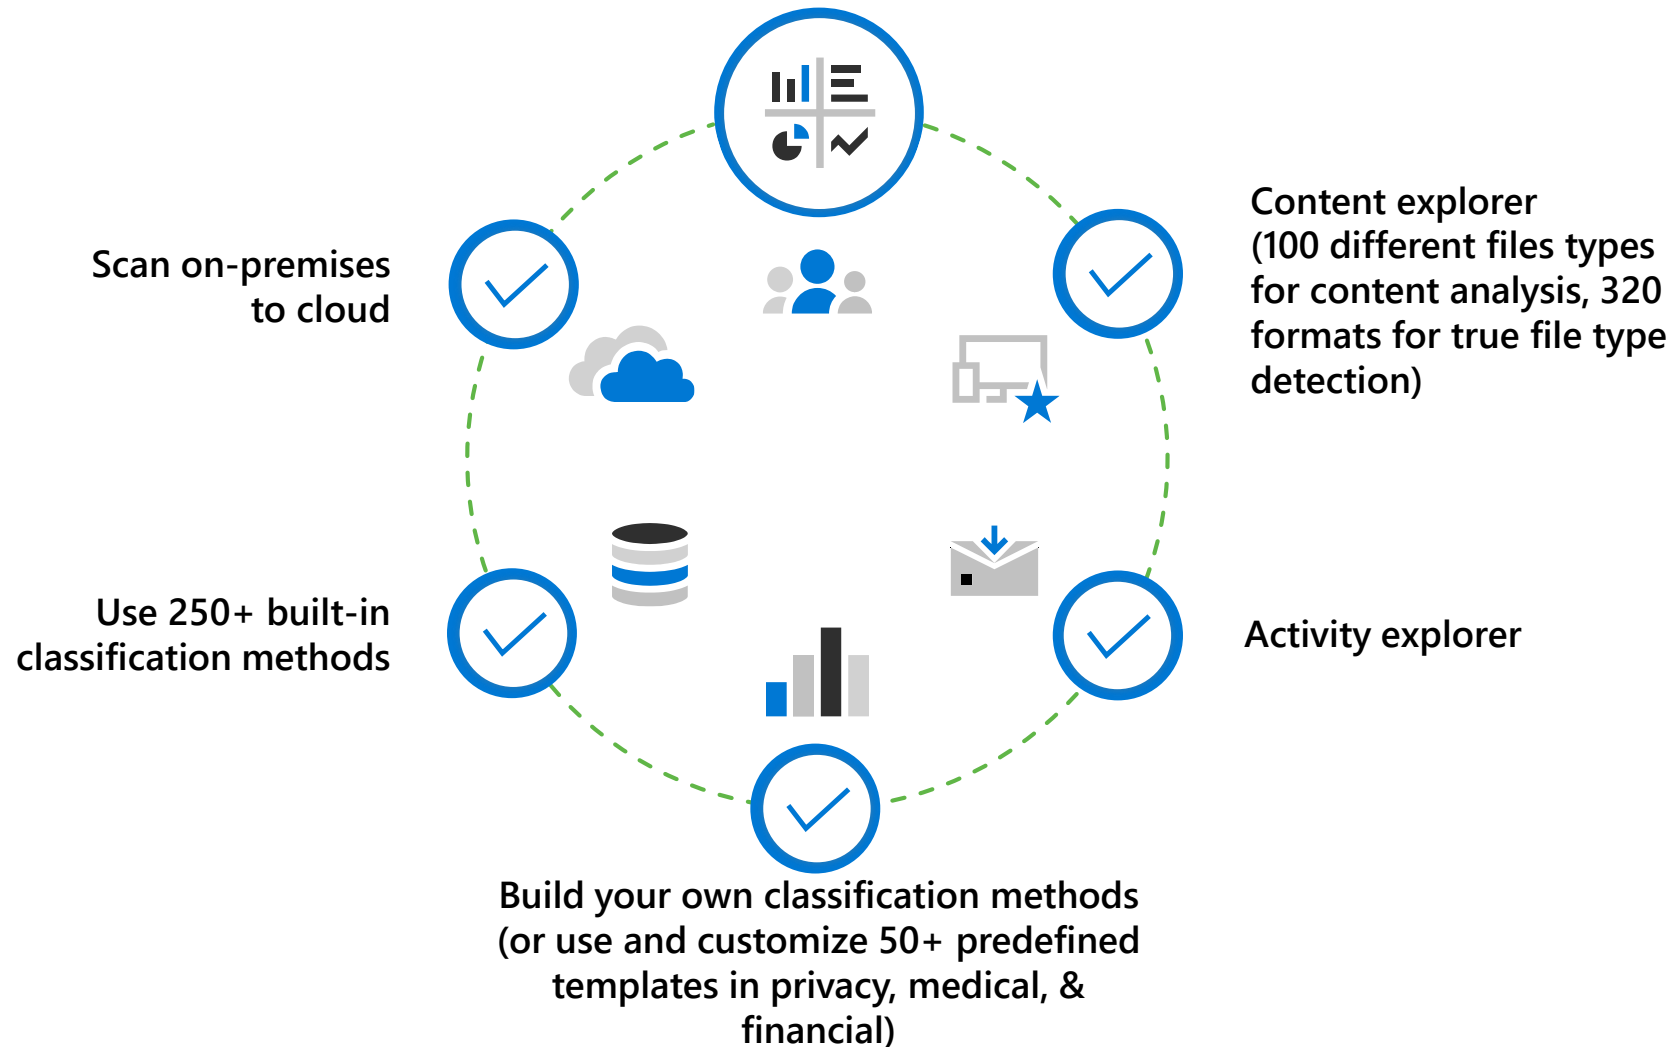 Scan on-premises
to cloud
Content explorer
(100 different files types
for content analysis, 320
formats for true file type
detection)
Use 250+ built-in
classification methods
Activity explorer
Build your own classification methods
(or use and customize 50+ predefined
templates in privacy, medical, &
financial)